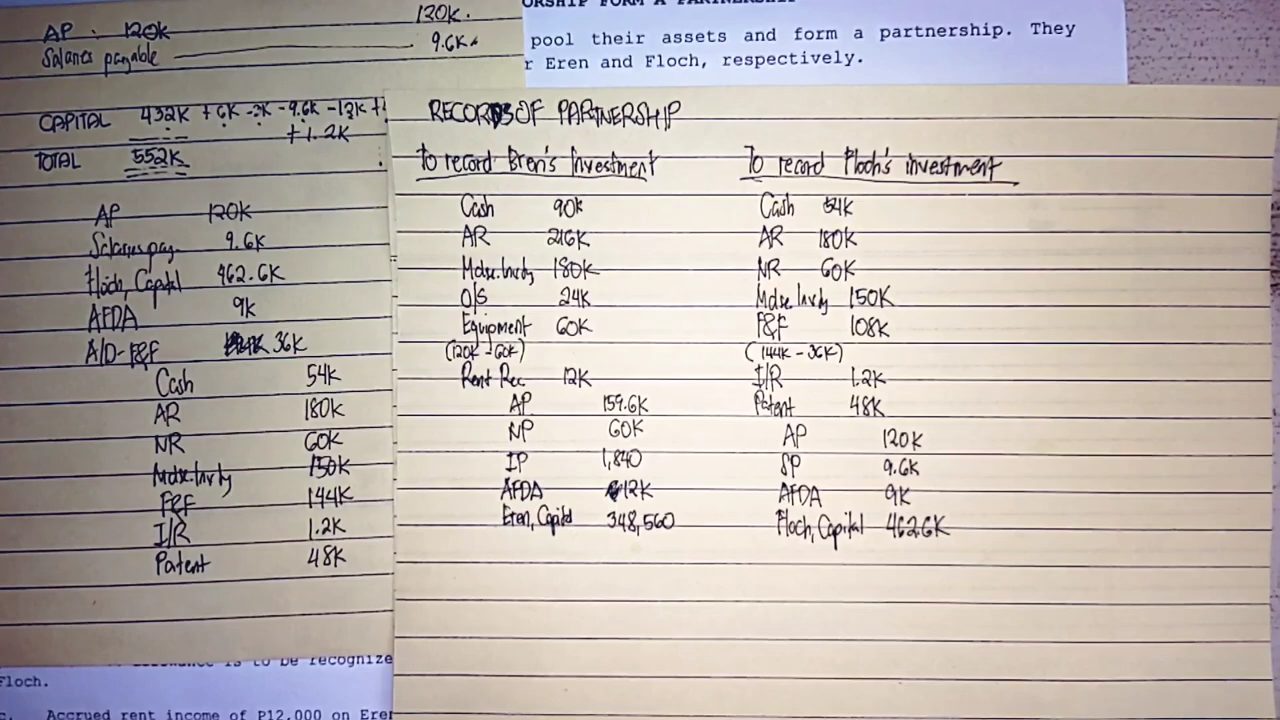 ORSHIP FORM A PARTNERSHIP
pool their assets and form a partnership. They
r Eren and Floch, respectively.
120K.
AP . 120K
Salaries payable 9.6K
CAPITAL 432K + 6K -3K - 9.6K -12K +
+1.2K
TOTAL 552K
AP 120K
Salaries pay. 9.6K
Floch, Capital 462.6K
AFDA 9K
A/D-F&F 36K
Cash 54K
AR 180K
NR 60K
Mdse. Invty 150K
F&F 144K
I/R 1.2K
Patent 48K
RECORDS OF PARTNERSHIP
To record Eren's Investment
Cash 90K
AR 216K
Mdse. Invty 180K
O/S 24K
Equipment 60K
(120K - 60K)
Rent Rec 12K
AP 159.6K
NP 60K
IP 1,840
AFDA 12K
Eren, Capital 348,560
To record Floch's investment
Cash 54K
AR 180K
NR 60K
Mdse. Invty 150K
F&F 108K
(144K - 36K)
I/R 1.2K
Patent 48K
AP 120K
SP 9.6K
AFDA 9K
Floch, Capital 462.6K
is to be recognize
Floch.
c. Accrued rent income of P12,000 on Eren